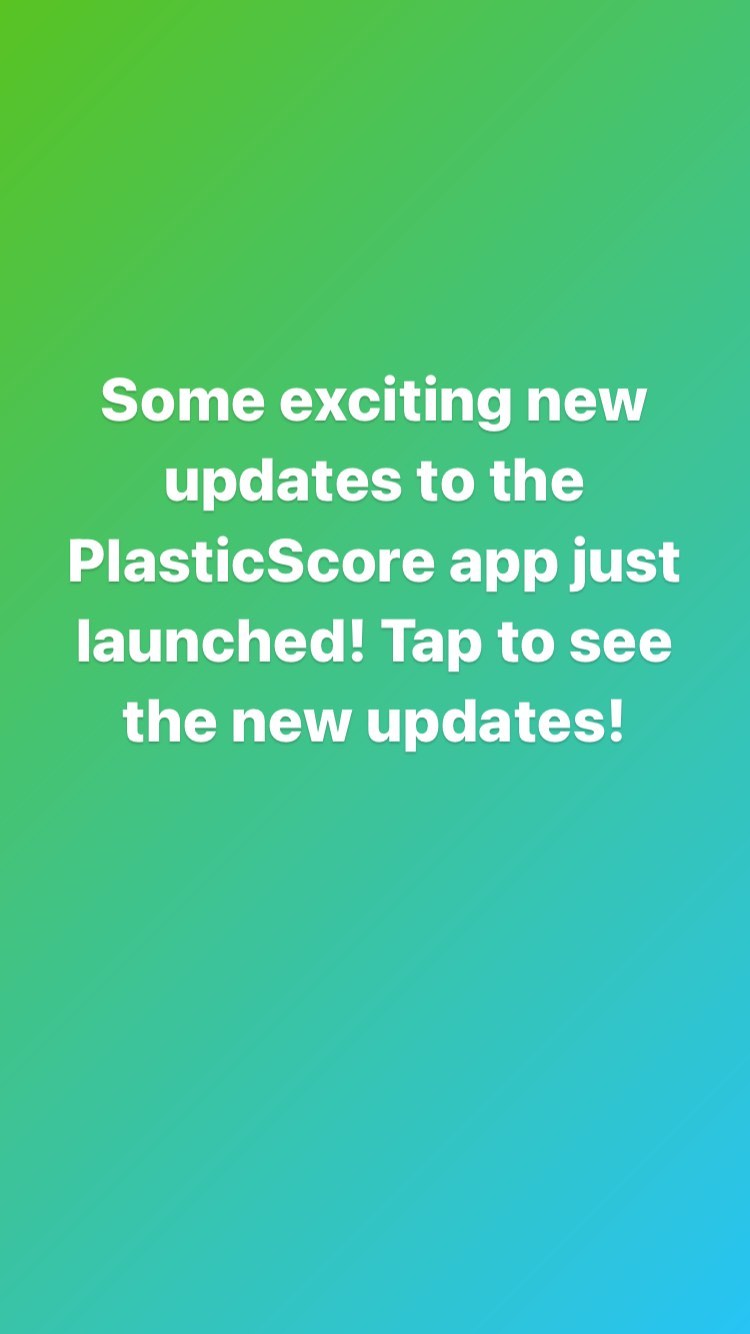 Some exciting new
updates to the
PlasticScore app just
launched! Tap to see
the new updates!